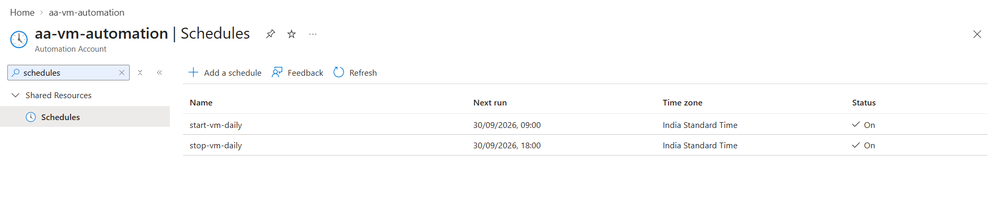 Home > aa-vm-automation
aa-vm-automation | Schedules ...
Automation Account
schedules
Add a schedule Feedback Refresh
Shared Resources
Schedules
Name Next run Time zone Status
start-vm-daily 30/09/2026, 09:00 India Standard Time On
stop-vm-daily 30/09/2026, 18:00 India Standard Time On